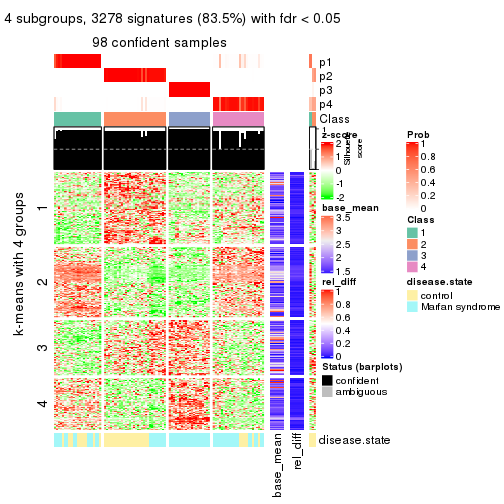 4 subgroups, 3278 signatures (83.5%) with fdr < 0.05
98 confident samples
p1
p2
p3
p4
Class
1
Silhouette
score
k-means with 4 groups
1
2
3
4
disease.state
base_mean
rel_diff
z-score
2
1
0
-1
-2
base_mean
3.5
3
2.5
2
1.5
rel_diff
1
0.8
0.6
0.4
0.2
0
Status (barplots)
confident
ambiguous
Prob
1
0.8
0.6
0.4
0.2
0
Class
1
2
3
4
disease.state
control
Marfan syndrome